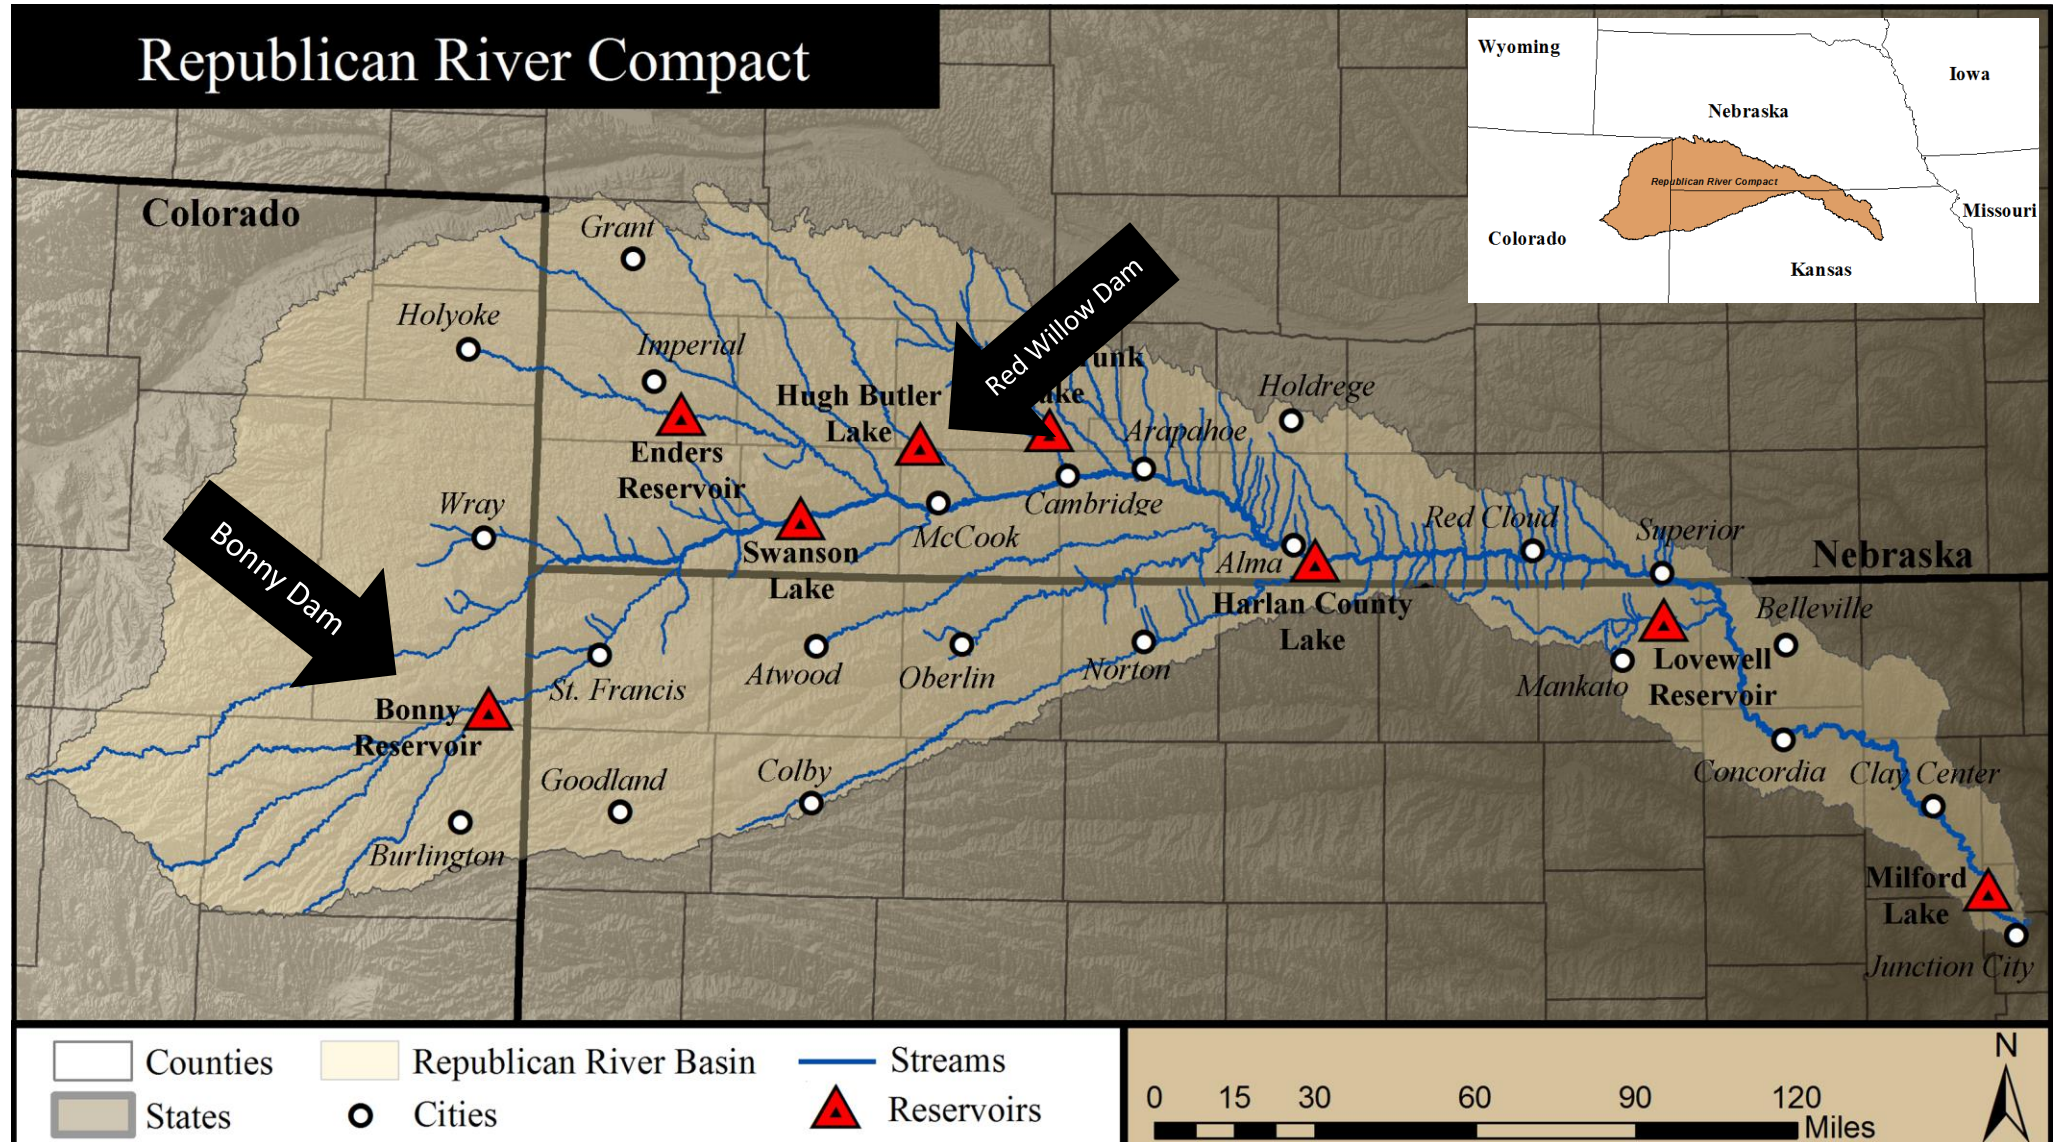 Republican River Compact
Wyoming
Iowa
Nebraska
Republican River Compact
Missouri
Colorado
Kansas
Colorado
Grant
Holyoke
Imperial
Red Willow Dam
Hugh Butler
Lake
Holdrege
Arapahoe
Enders
Reservoir
Wray
Cambridge
McCook
Red Cloud
Superior
Bonny Dam
Swanson
Lake
Alma
Nebraska
Harlan County
Lake
Belleville
St. Francis
Atwood
Oberlin
Norton
Mankato
Lovewell
Reservoir
Bonny
Reservoir
Goodland
Colby
Concordia
Clay Center
Burlington
Milford
Lake
Junction City
Counties
Republican River Basin
Streams
States
Cities
Reservoirs
N
0 15 30 60 90 120
Miles